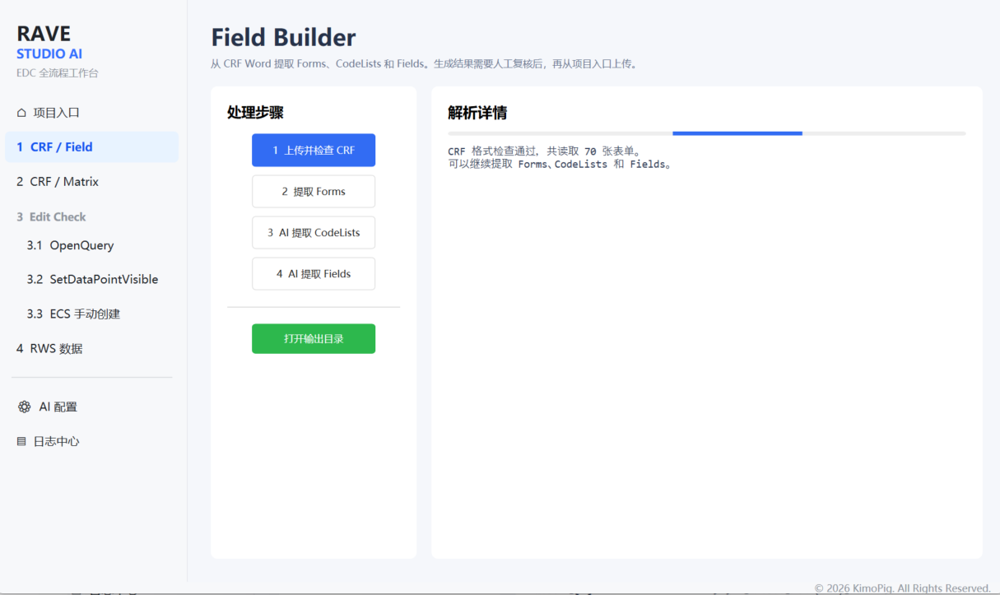 RAVE
STUDIO AI
EDC 全流程工作台
项目入口
1 CRF / Field
2 CRF / Matrix
3 Edit Check
3.1 OpenQuery
3.2 SetDataPointVisible
3.3 ECS 手动创建
4 RWS 数据
AI 配置
日志中心
Field Builder
从 CRF Word 提取 Forms、CodeLists 和 Fields。生成结果需要人工复核后，再从项目入口上传。
处理步骤
1 上传并检查 CRF
2 提取 Forms
3 AI 提取 CodeLists
4 AI 提取 Fields
打开输出目录
解析详情
CRF 格式检查通过，共读取 70 张表单。
可以继续提取 Forms、CodeLists 和 Fields。
© 2026 KimoPig. All Rights Reserved.